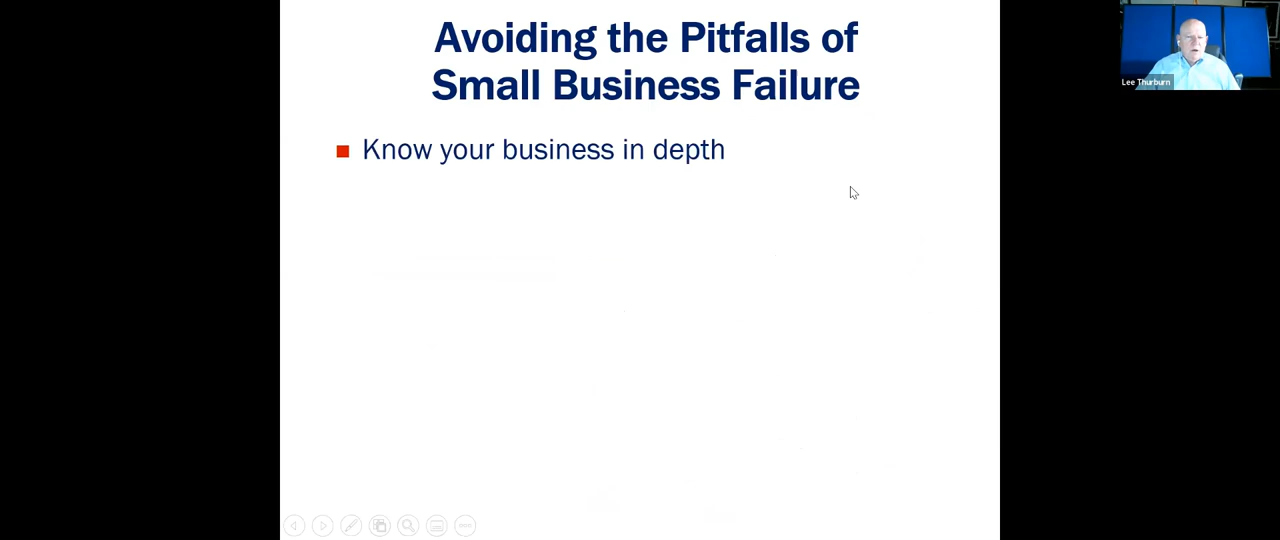 Avoiding the Pitfalls of
Small Business Failure
Know your business in depth
Lee Thurburn